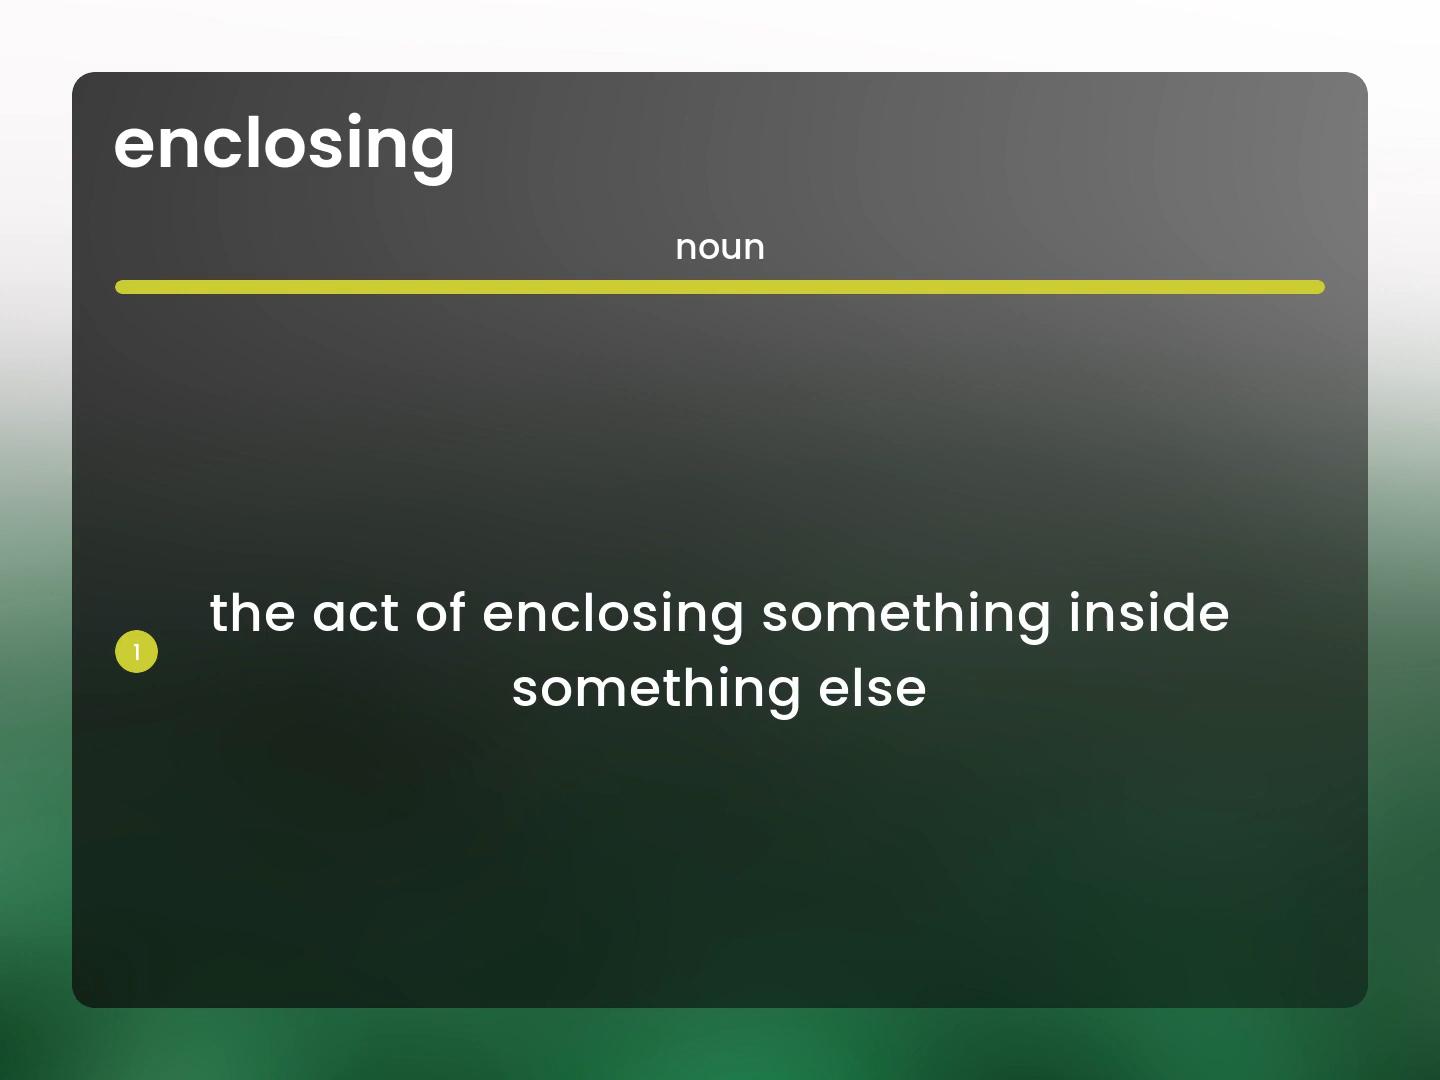 enclosing
noun
1
the act of enclosing something inside
something else